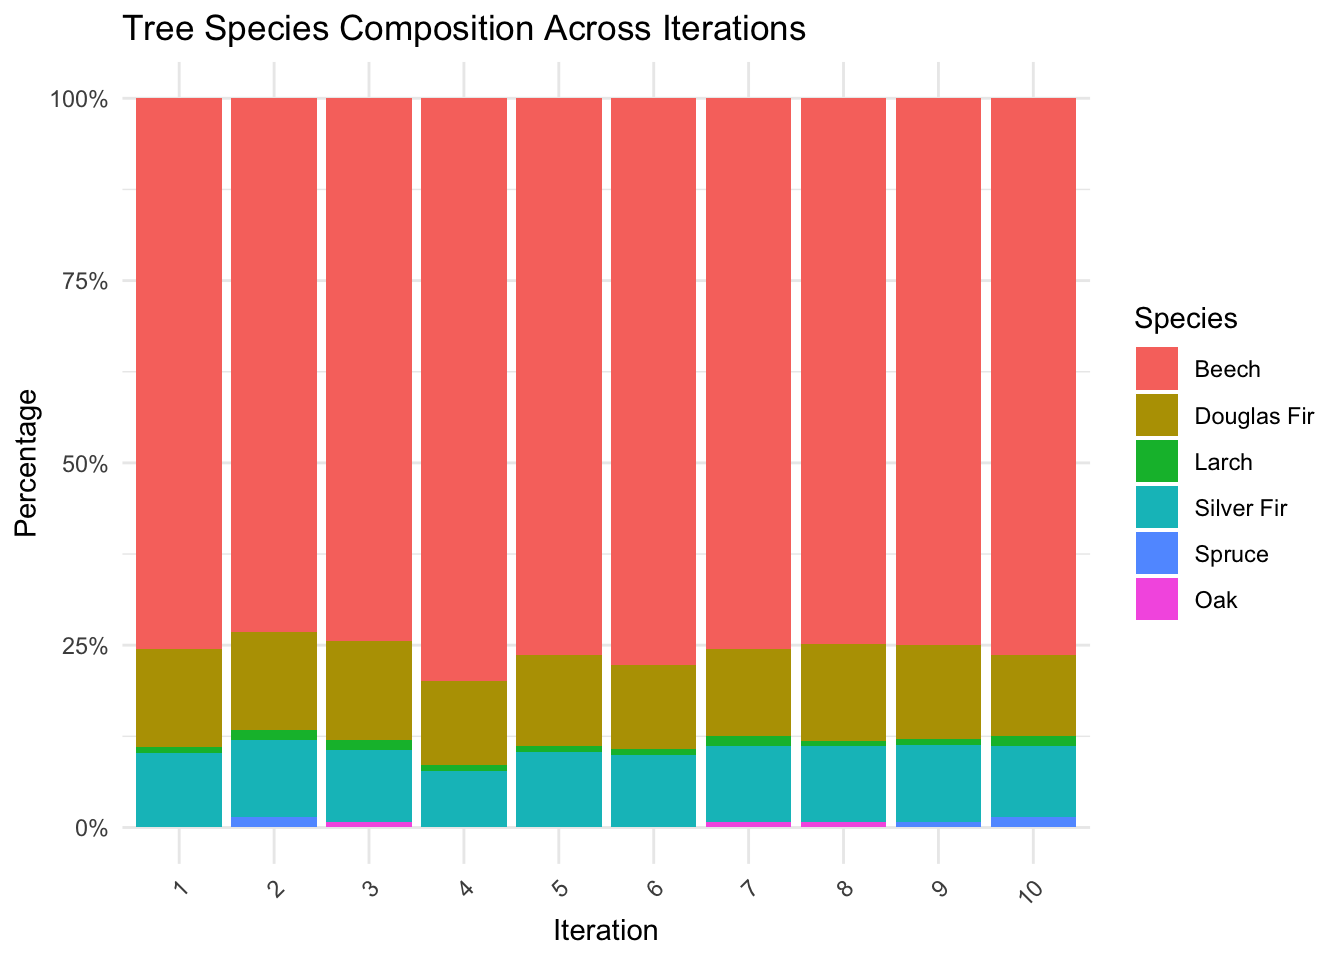 Tree Species Composition Across Iterations
100%
75%
50%
25%
0%
Percentage
1 2 3 4 5 6 7 8 9 10
Iteration
Species
Beech
Douglas Fir
Larch
Silver Fir
Spruce
Oak